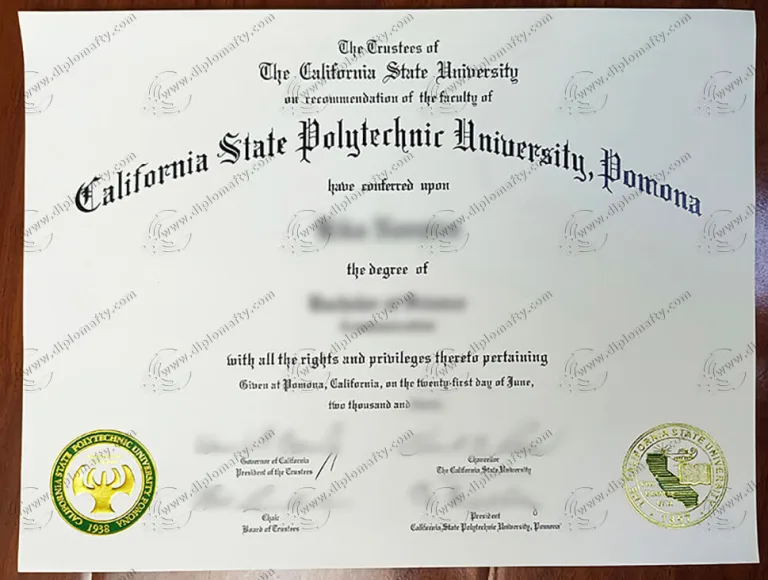 The Trustees of
The California State University
on recommendation of the faculty of
California State Polytechnic University, Pomona
have conferred upon
the degree of
with all the rights and privileges thereto pertaining
Given at Pomona, California, on the twenty-first day of June,
two thousand and
Governor of California
President of the Trustees
Chancellor
The California State University
Chair
Board of Trustees
President
California State Polytechnic University, Pomona
CALIFORNIA STATE POLYTECHNIC UNIVERSITY POMONA
1938
THE CALIFORNIA STATE UNIVERSITY
www.diplomafty.com